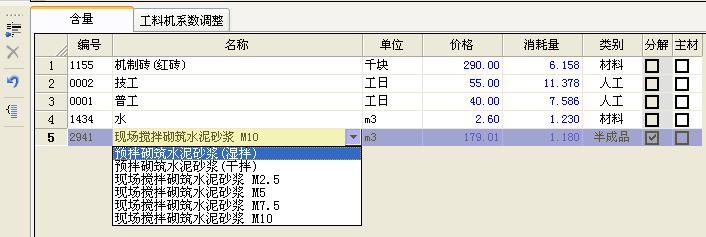 含量 工料机系数调整
编号 名称 单位 价格 消耗量 类别 分解 主材
1 1155 机制砖(红砖) 千块 290.00 6.158 材料
2 0002 技工 工日 55.00 11.378 人工
3 0001 普工 工日 40.00 7.586 人工
4 1434 水 m3 2.60 1.230 材料
5 2941 现场搅拌砌筑水泥砂浆 M10 m3 179.01 1.180 半成品
预拌砌筑水泥砂浆(湿拌)
预拌砌筑水泥砂浆(干拌)
现场搅拌砌筑水泥砂浆 M2.5
现场搅拌砌筑水泥砂浆 M5
现场搅拌砌筑水泥砂浆 M7.5
现场搅拌砌筑水泥砂浆 M10